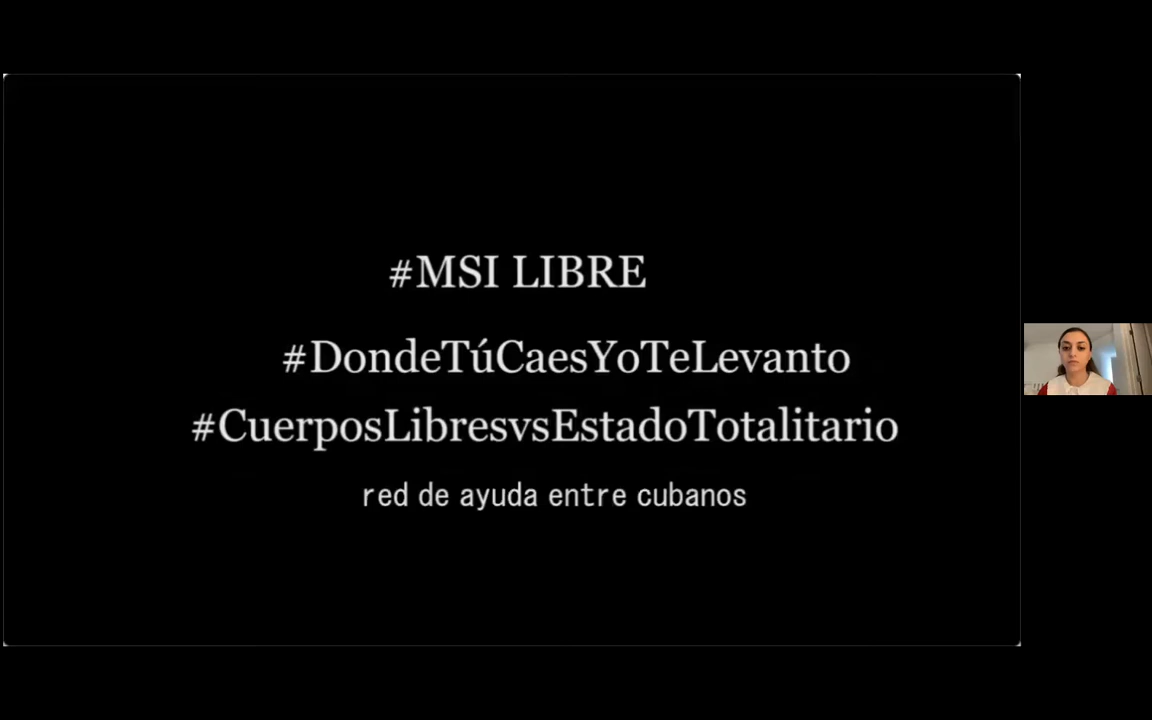 #MSI LIBRE
#DondeTúCaesYoTeLevanto
#CuerposLibresvsEstadoTotalitario
red de ayuda entre cubanos